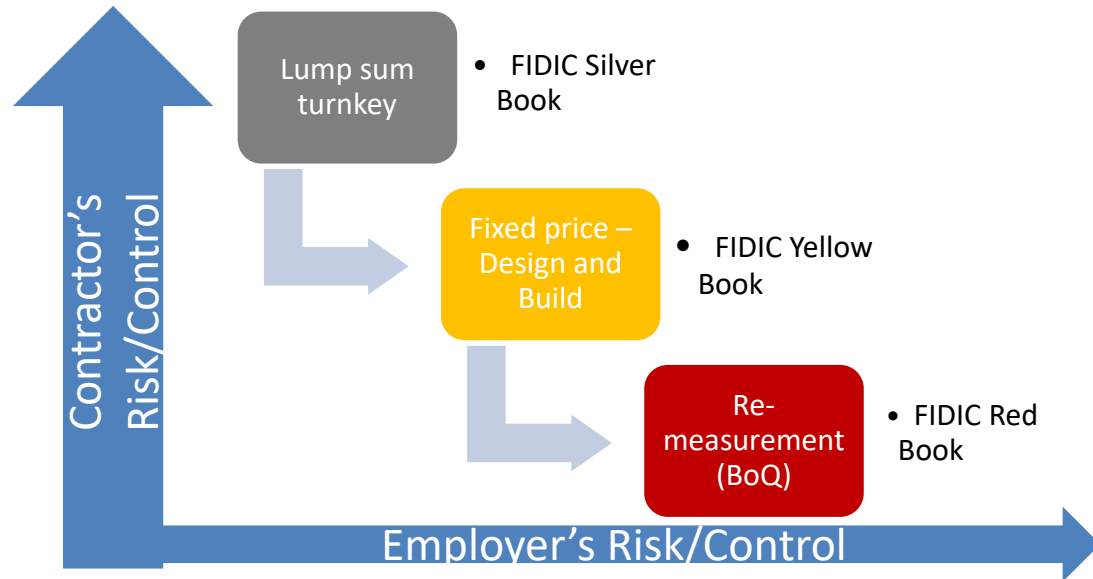 Lump sum
turnkey
• FIDIC Silver
Book
Fixed price –
Design and
Build
• FIDIC Yellow
Book
Re-
measurement
(BoQ)
• FIDIC Red
Book
Contractor’s
Risk/Control
Employer’s Risk/Control